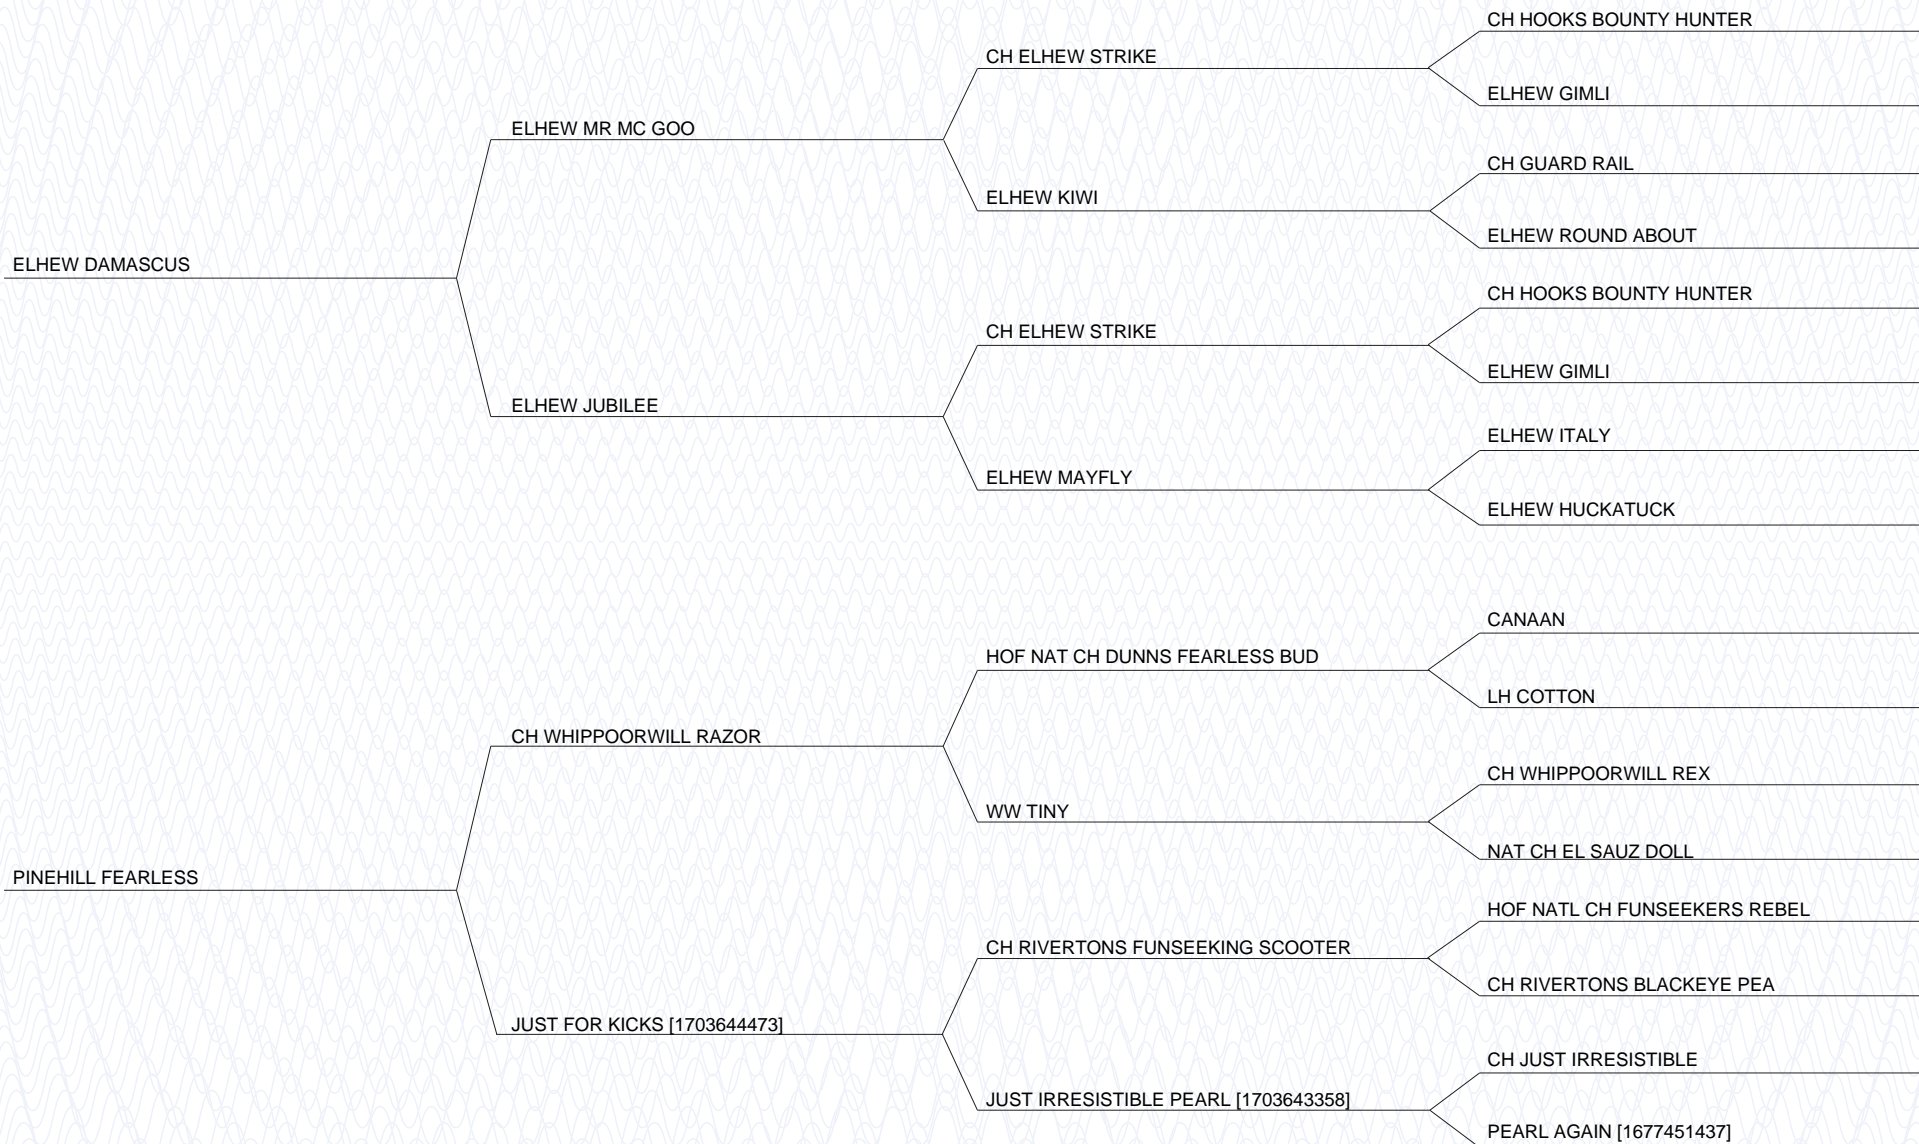 CH HOOKS BOUNTY HUNTER
CH ELHEW STRIKE
ELHEW GIMLI
ELHEW MR MC GOO
CH GUARD RAIL
ELHEW KIWI
ELHEW ROUND ABOUT
ELHEW DAMASCUS
CH HOOKS BOUNTY HUNTER
CH ELHEW STRIKE
ELHEW GIMLI
ELHEW JUBILEE
ELHEW ITALY
ELHEW MAYFLY
ELHEW HUCKATUCK
CANAAN
HOF NAT CH DUNNS FEARLESS BUD
LH COTTON
CH WHIPPOORWILL RAZOR
CH WHIPPOORWILL REX
WW TINY
NAT CH EL SAUZ DOLL
PINEHILL FEARLESS
HOF NATL CH FUNSEEKERS REBEL
CH RIVERTONS FUNSEEKING SCOOTER
CH RIVERTONS BLACKEYE PEA
JUST FOR KICKS [1703644473]
CH JUST IRRESISTIBLE
JUST IRRESISTIBLE PEARL [1703643358]
PEARL AGAIN [1677451437]